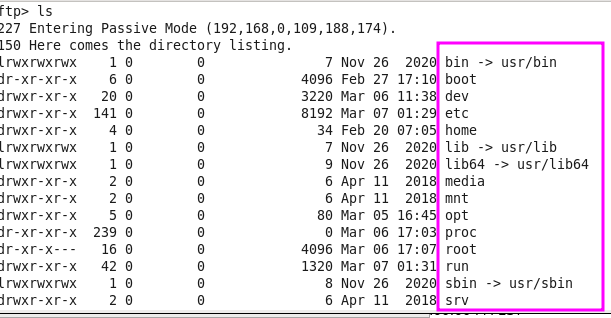 ftp> ls
227 Entering Passive Mode (192,168,0,109,188,174).
150 Here comes the directory listing.
lrwxrwxrwx    1 0        0               7 Nov 26  2020 bin -> usr/bin
dr-xr-xr-x    6 0        0            4096 Feb 27 17:10 boot
drwxr-xr-x   20 0        0            3220 Mar 06 11:38 dev
drwxr-xr-x  141 0        0            8192 Mar 07 01:29 etc
drwxr-xr-x    4 0        0              34 Feb 20 07:05 home
lrwxrwxrwx    1 0        0               7 Nov 26  2020 lib -> usr/lib
lrwxrwxrwx    1 0        0               9 Nov 26  2020 lib64 -> usr/lib64
drwxr-xr-x    2 0        0               6 Apr 11  2018 media
drwxr-xr-x    2 0        0               6 Apr 11  2018 mnt
drwxr-xr-x    5 0        0              80 Mar 05 16:45 opt
dr-xr-xr-x  239 0        0               0 Mar 06 17:03 proc
dr-xr-x---   16 0        0            4096 Mar 06 17:07 root
drwxr-xr-x   42 0        0            1320 Mar 07 01:31 run
lrwxrwxrwx    1 0        0               8 Nov 26  2020 sbin -> usr/sbin
drwxr-xr-x    2 0        0               6 Apr 11  2018 srv